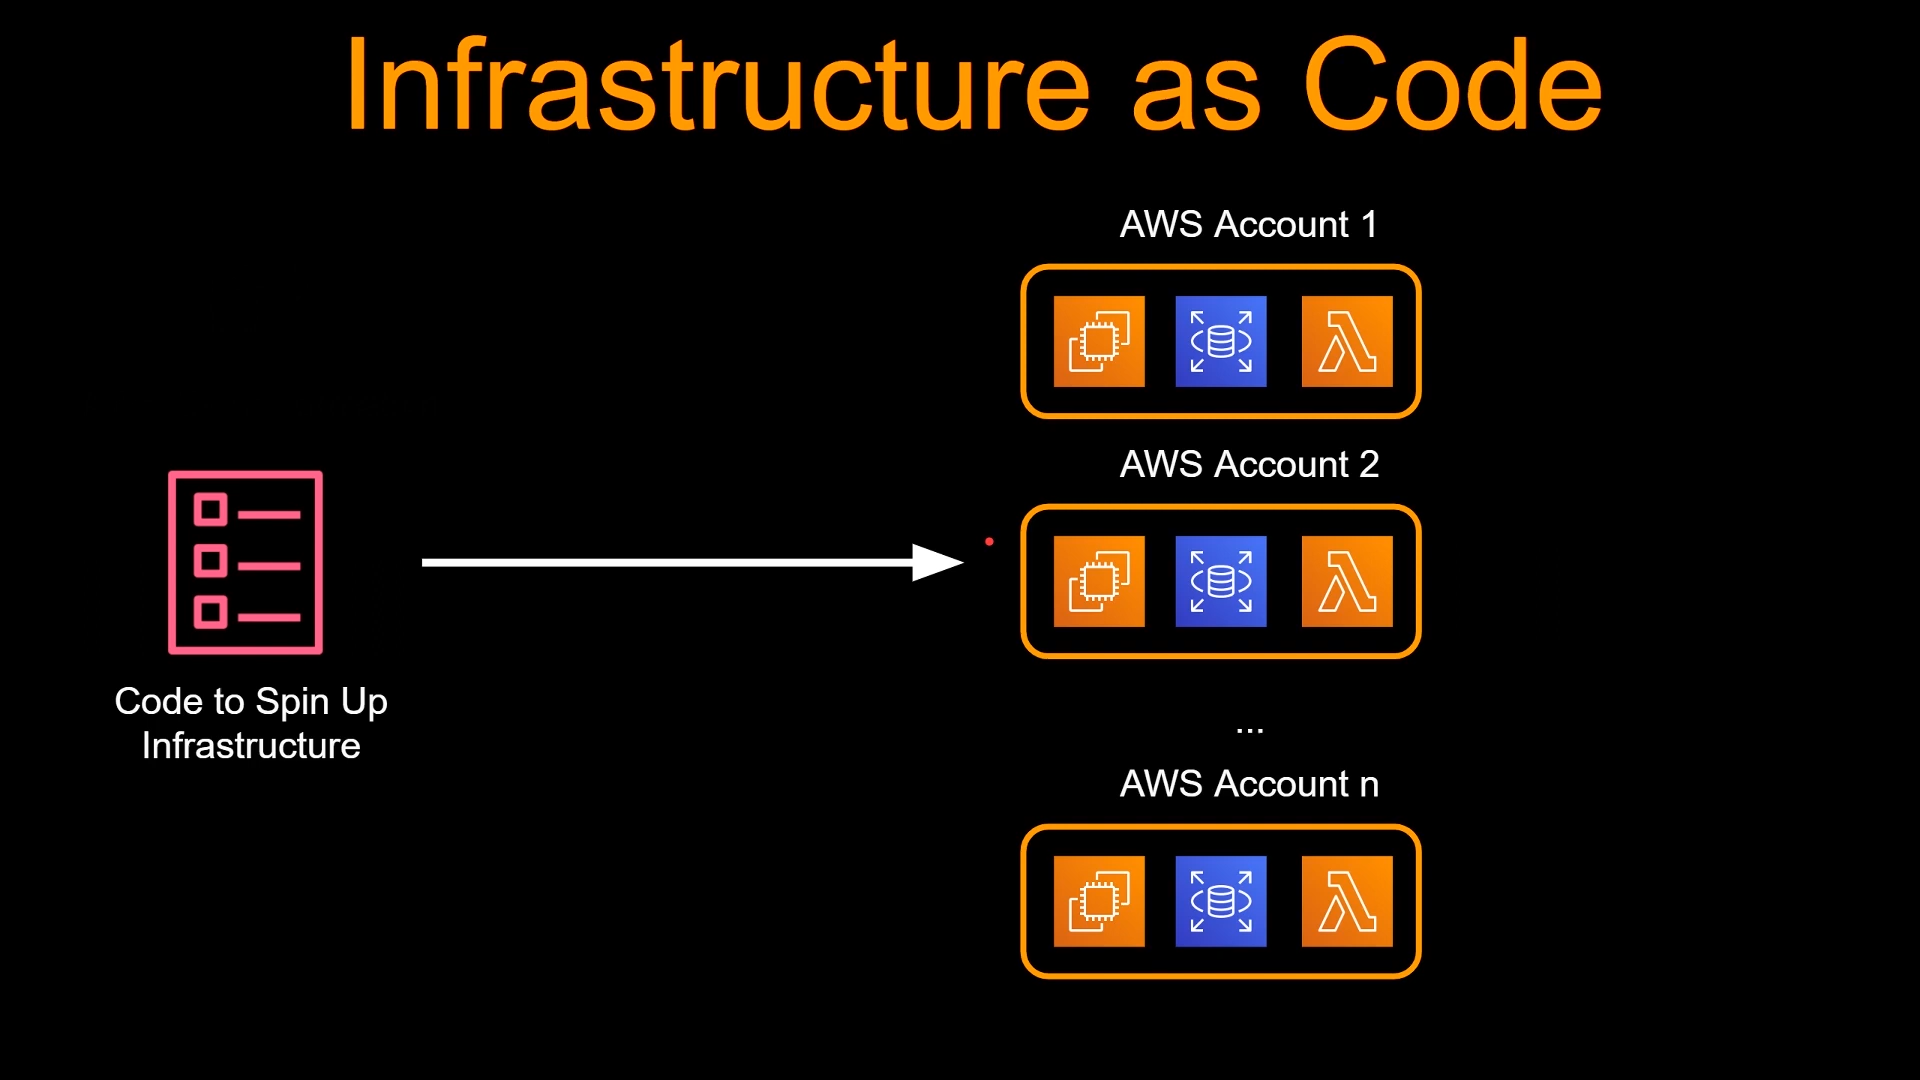 Infrastructure as Code
AWS Account 1
AWS Account 2
Code to Spin Up
Infrastructure
...
AWS Account n